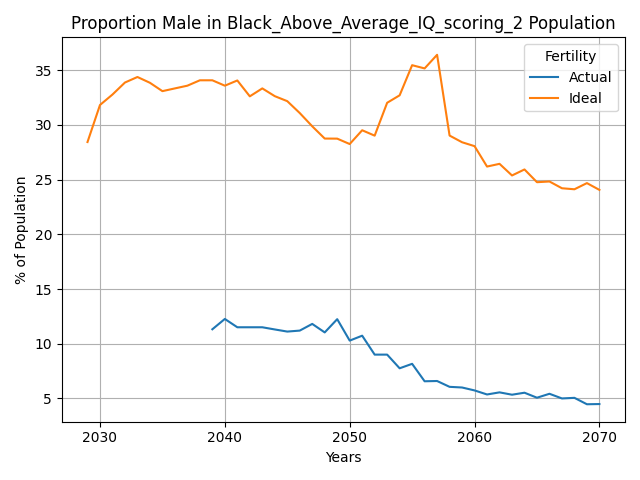 Proportion Male in Black_Above_Average_IQ_scoring_2 Population
Fertility
Actual
Ideal
% of Population
35
30
25
20
15
10
5
2030 2040 2050 2060 2070
Years